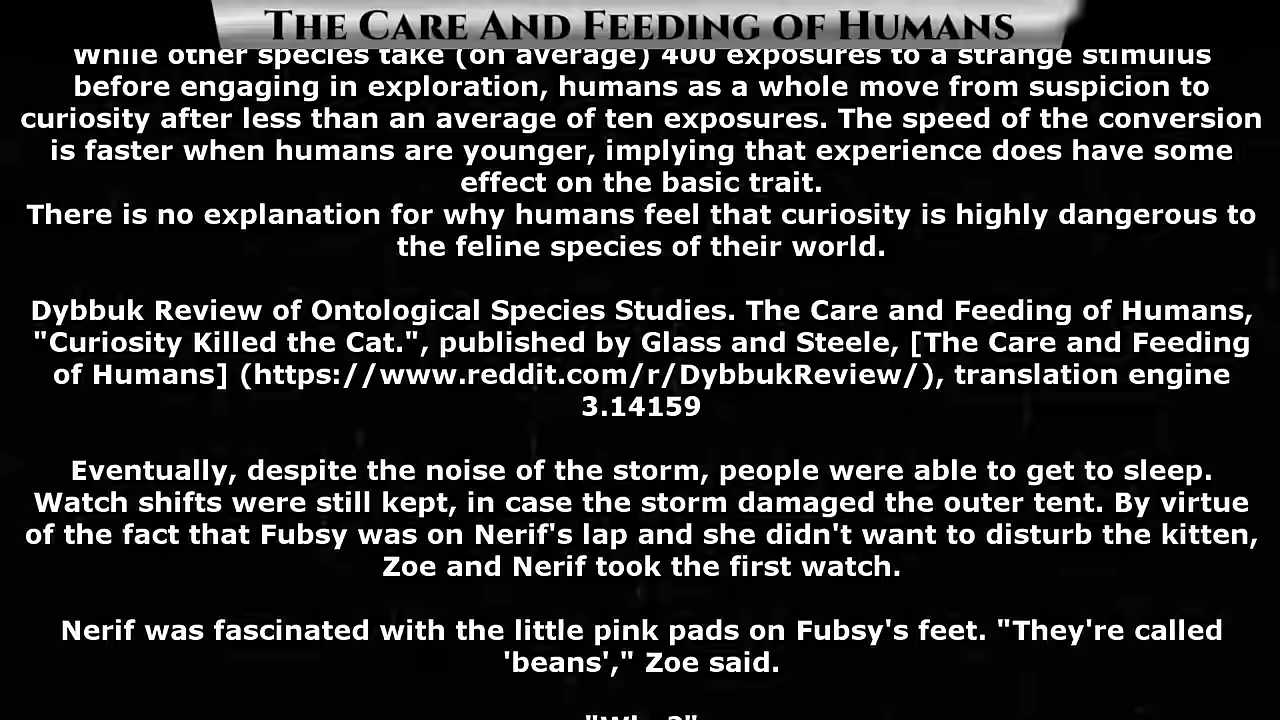 The Care And Feeding of Humans
While other species take (on average) 400 exposures to a strange stimulus
before engaging in exploration, humans as a whole move from suspicion to
curiosity after less than an average of ten exposures. The speed of the conversion
is faster when humans are younger, implying that experience does have some
effect on the basic trait.
There is no explanation for why humans feel that curiosity is highly dangerous to
the feline species of their world.
Dybbuk Review of Ontological Species Studies. The Care and Feeding of Humans,
"Curiosity Killed the Cat.", published by Glass and Steele, [The Care and Feeding
of Humans] (https://www.reddit.com/r/DybbukReview/), translation engine
3.14159
Eventually, despite the noise of the storm, people were able to get to sleep.
Watch shifts were still kept, in case the storm damaged the outer tent. By virtue
of the fact that Fubsy was on Nerif's lap and she didn't want to disturb the kitten,
Zoe and Nerif took the first watch.
Nerif was fascinated with the little pink pads on Fubsy's feet. "They're called
'beans'," Zoe said.